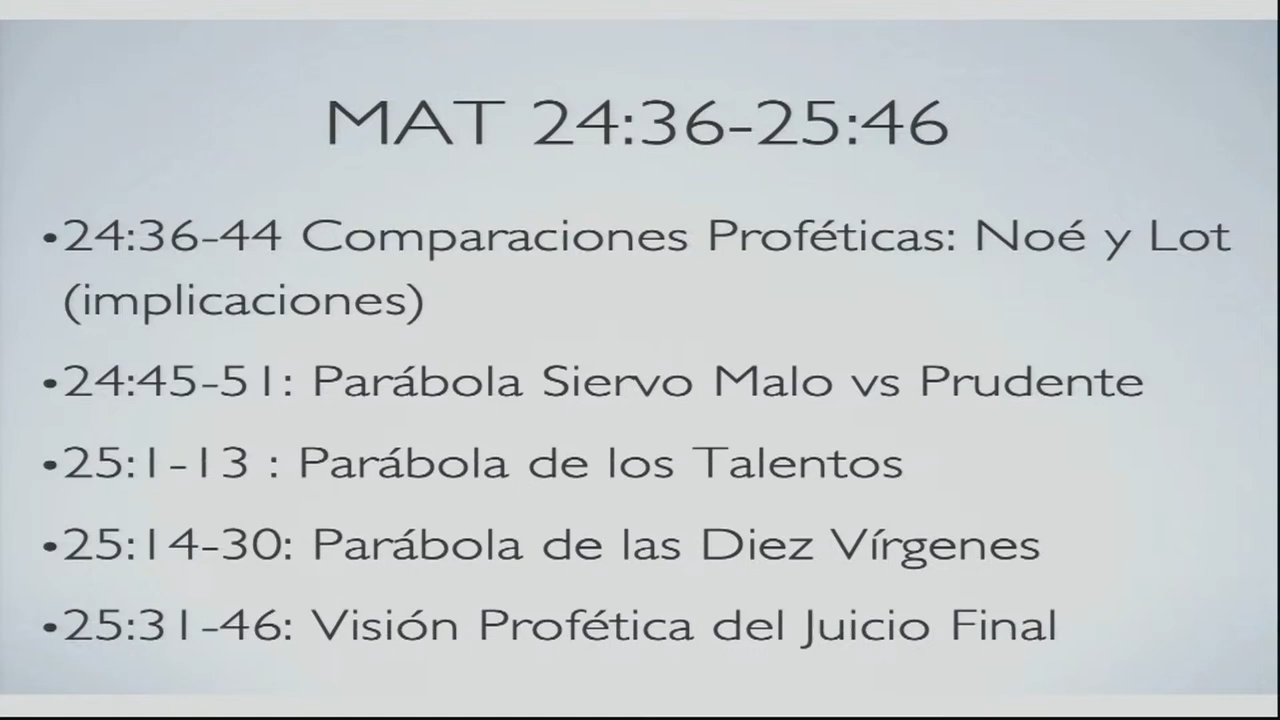 MAT 24:36-25:46
•24:36-44 Comparaciones Proféticas: Noé y Lot
(implicaciones)
•24:45-51: Parábola Siervo Malo vs Prudente
•25:1-13 : Parábola de los Talentos
•25:14-30: Parábola de las Diez Vírgenes
•25:31-46: Visión Profética del Juicio Final